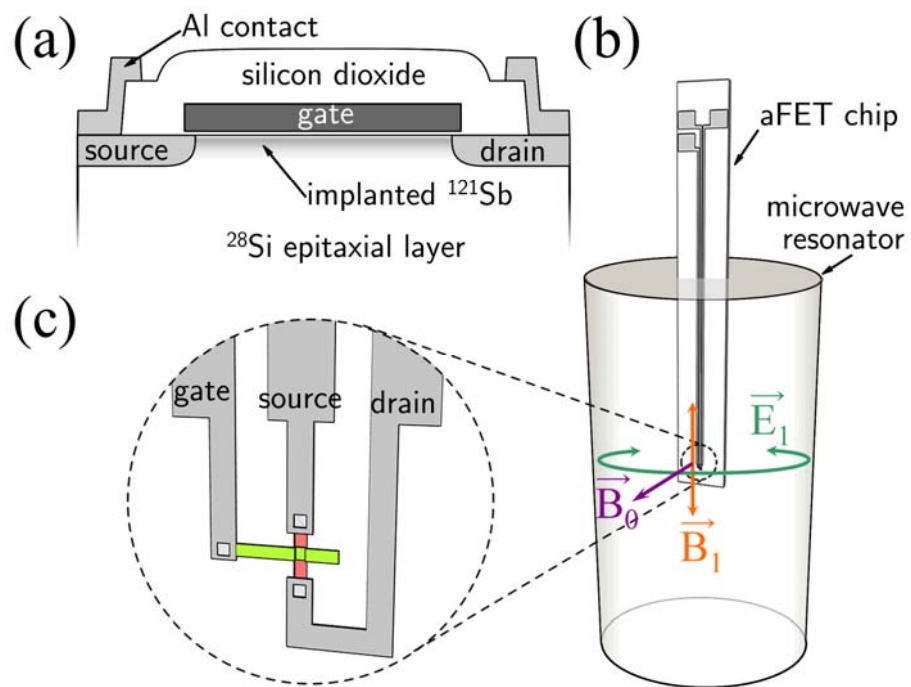 (a)
Al contact
silicon dioxide
gate
source
drain
implanted ¹²¹Sb
²⁸Si epitaxial layer
(b)
aFET chip
microwave
resonator
E₁
B₀
B₁
(c)
gate
source
drain